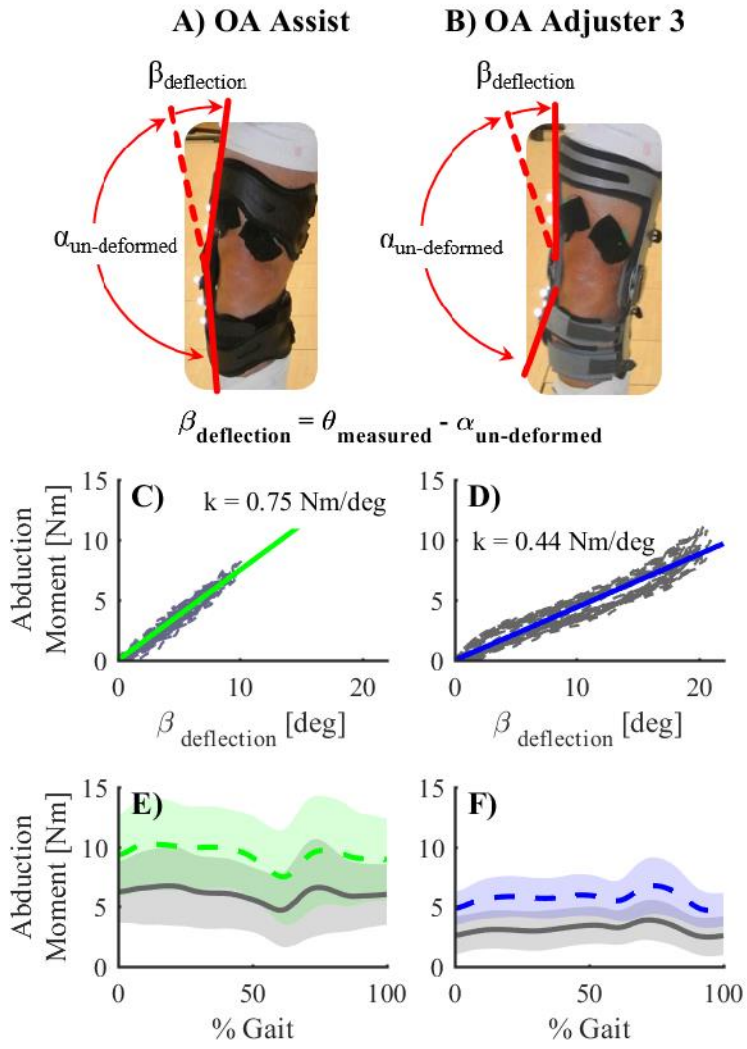 A) OA Assist
B) OA Adjuster 3
βdeflection
βdeflection
αun-deformed
αun-deformed
βdeflection = θmeasured - αun-deformed
C)
k = 0.75 Nm/deg
Abduction
Moment [Nm]
15
10
5
0
0 10 20
β deflection [deg]
D)
k = 0.44 Nm/deg
15
10
5
0
0 10 20
β deflection [deg]
E)
Abduction
Moment [Nm]
15
10
5
0
0 50 100
% Gait
F)
15
10
5
0
0 50 100
% Gait